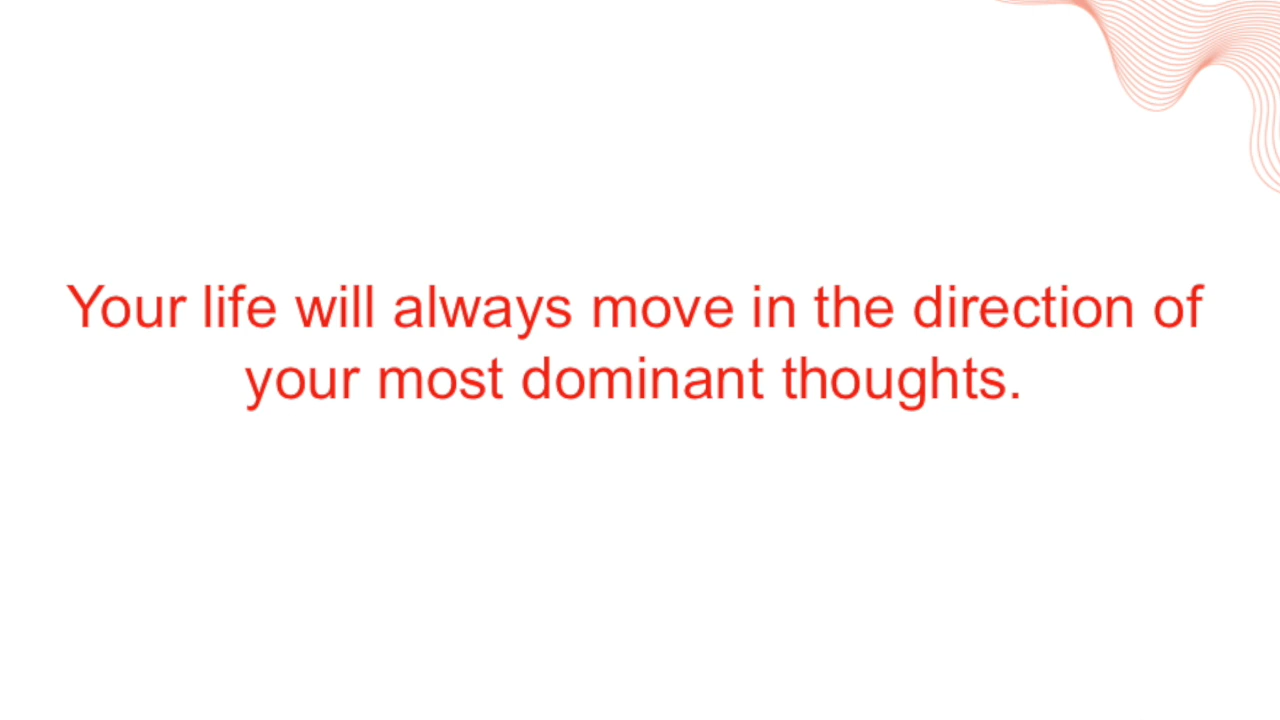 Your life will always move in the direction of
your most dominant thoughts.